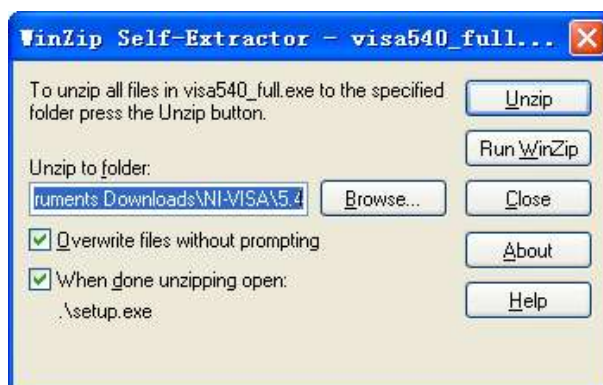 WinZip Self-Extractor - visa540_full...
To unzip all files in visa540_full.exe to the specified
folder press the Unzip button.
Unzip to folder:
ruments Downloads\NI-VISA\5.4
Browse...
Overwrite files without prompting
When done unzipping open:
.\setup.exe
Unzip
Run WinZip
Close
About
Help